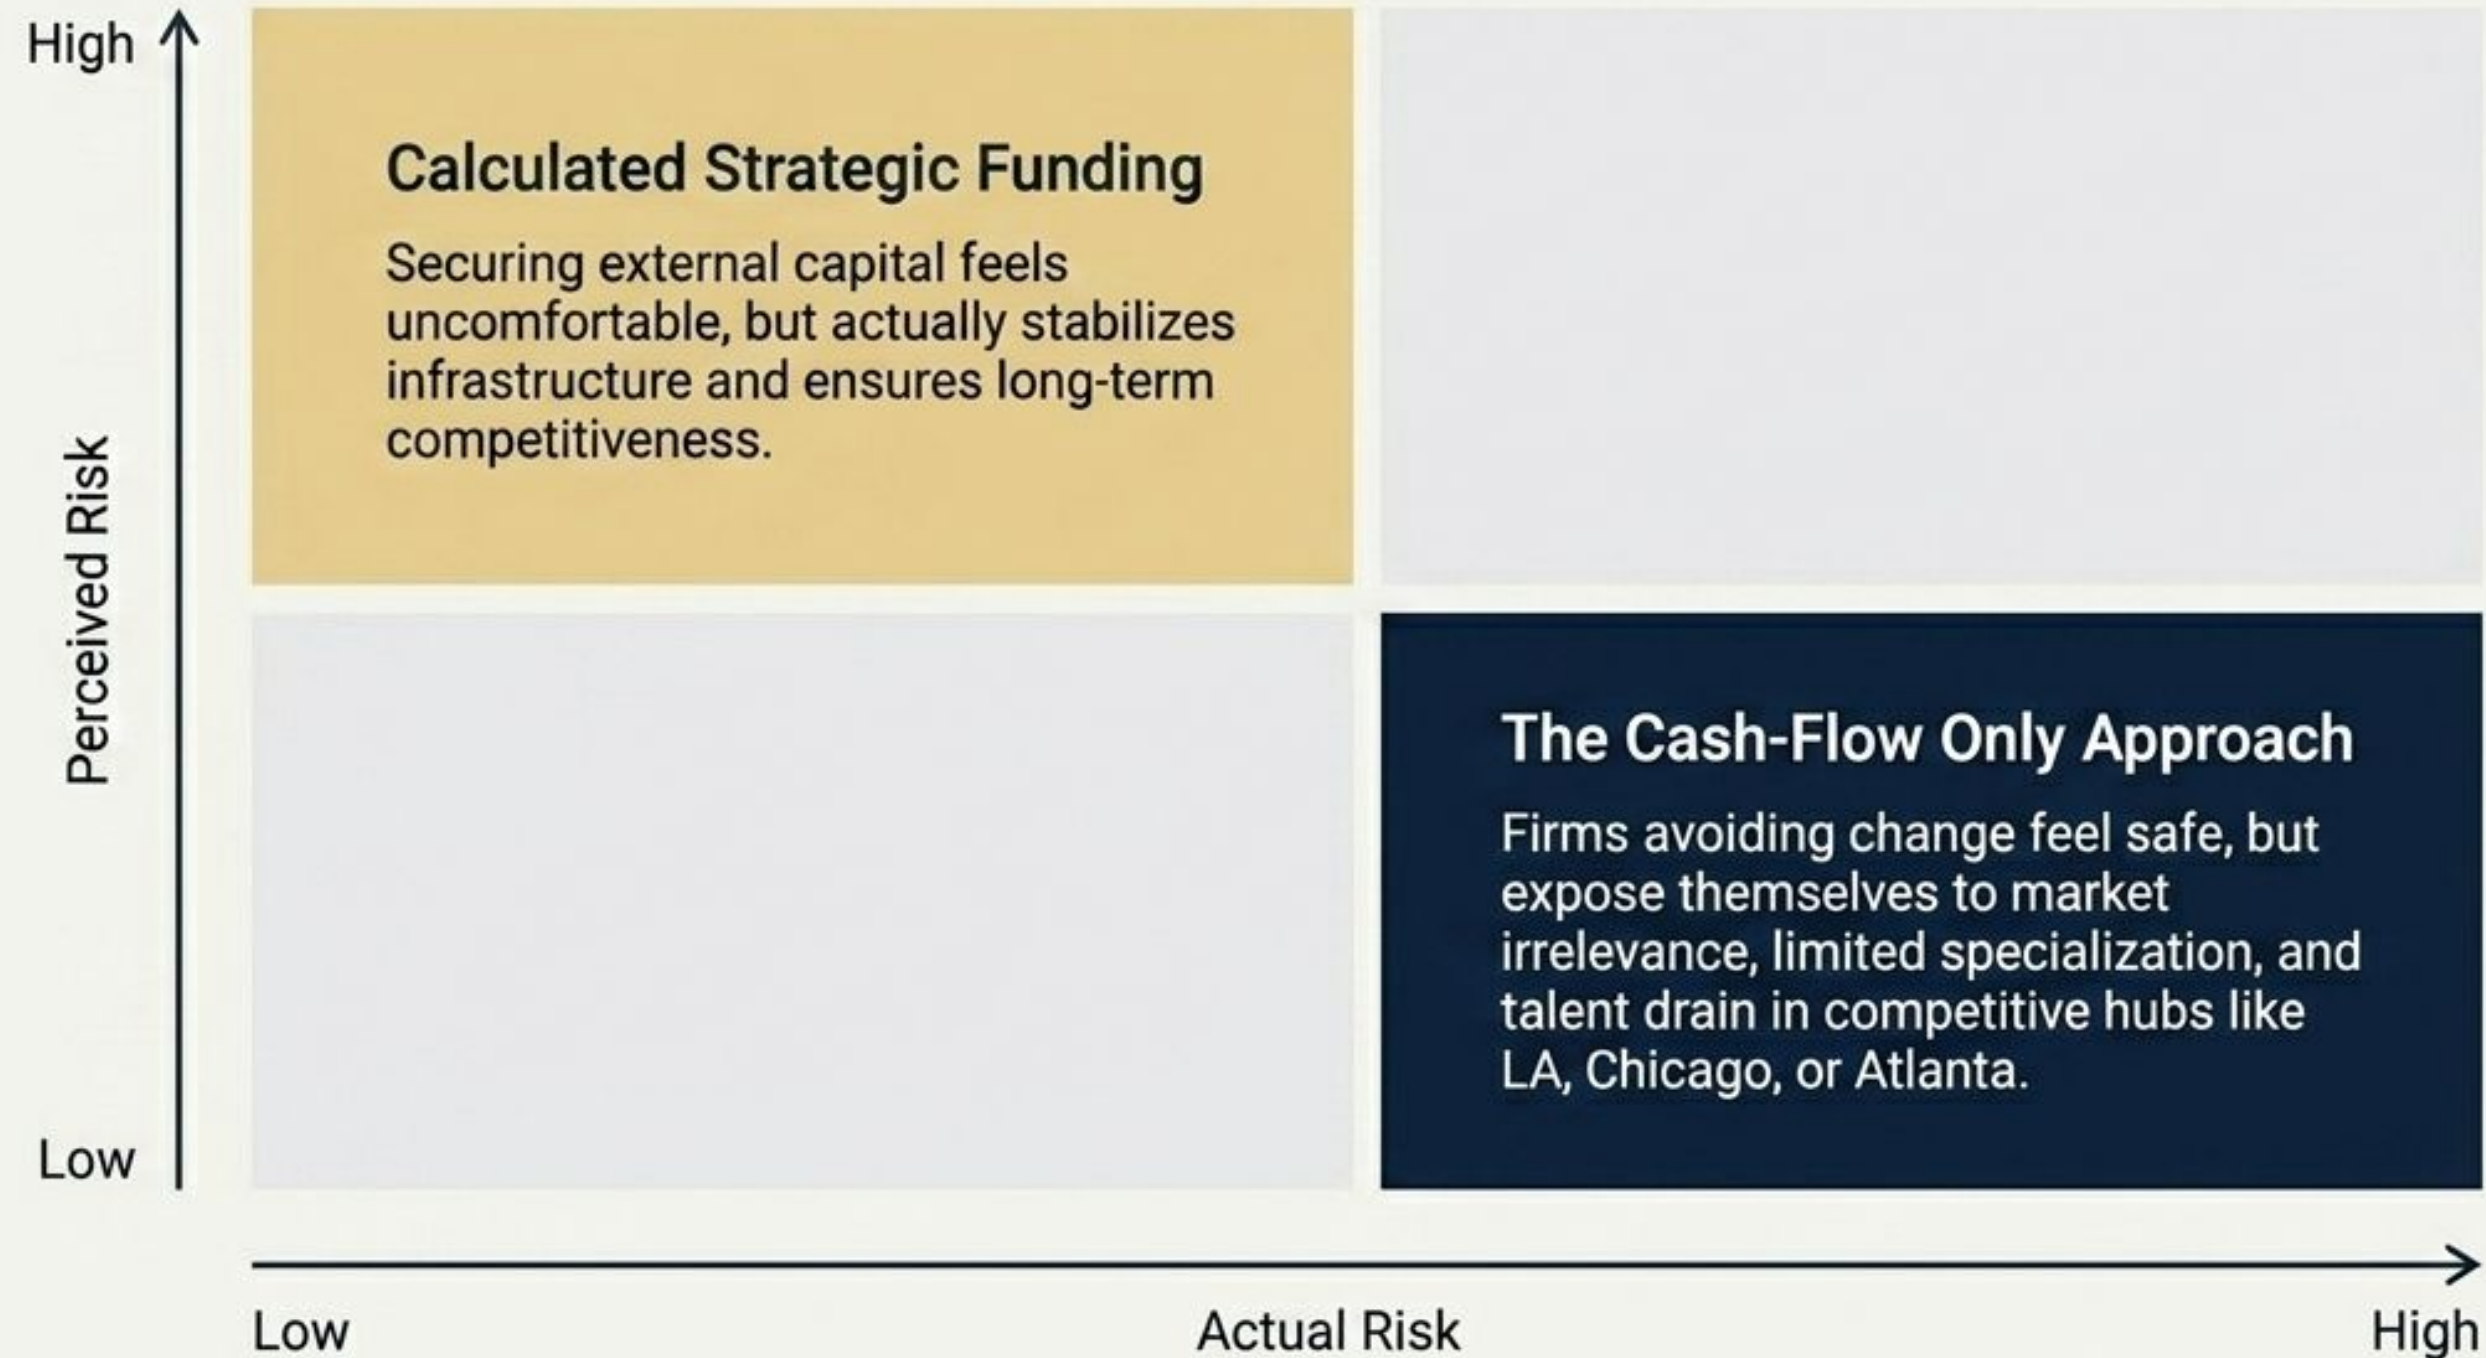 High
Calculated Strategic Funding
Securing external capital feels
uncomfortable, but actually stabilizes
infrastructure and ensures long-term
competitiveness.
Perceived Risk
The Cash-Flow Only Approach
Firms avoiding change feel safe, but
expose themselves to market
irrelevance, limited specialization, and
talent drain in competitive hubs like
LA, Chicago, or Atlanta.
Low
Low
Actual Risk
High